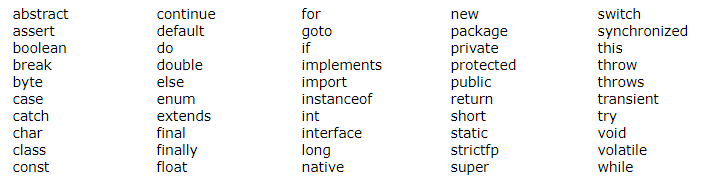 abstract continue for new switch
assert default goto package synchronized
boolean do if private this
break double implements protected throw
byte else import public throws
case enum instanceof return transient
catch extends int short try
char final interface static void
class finally long strictfp volatile
const float native super while